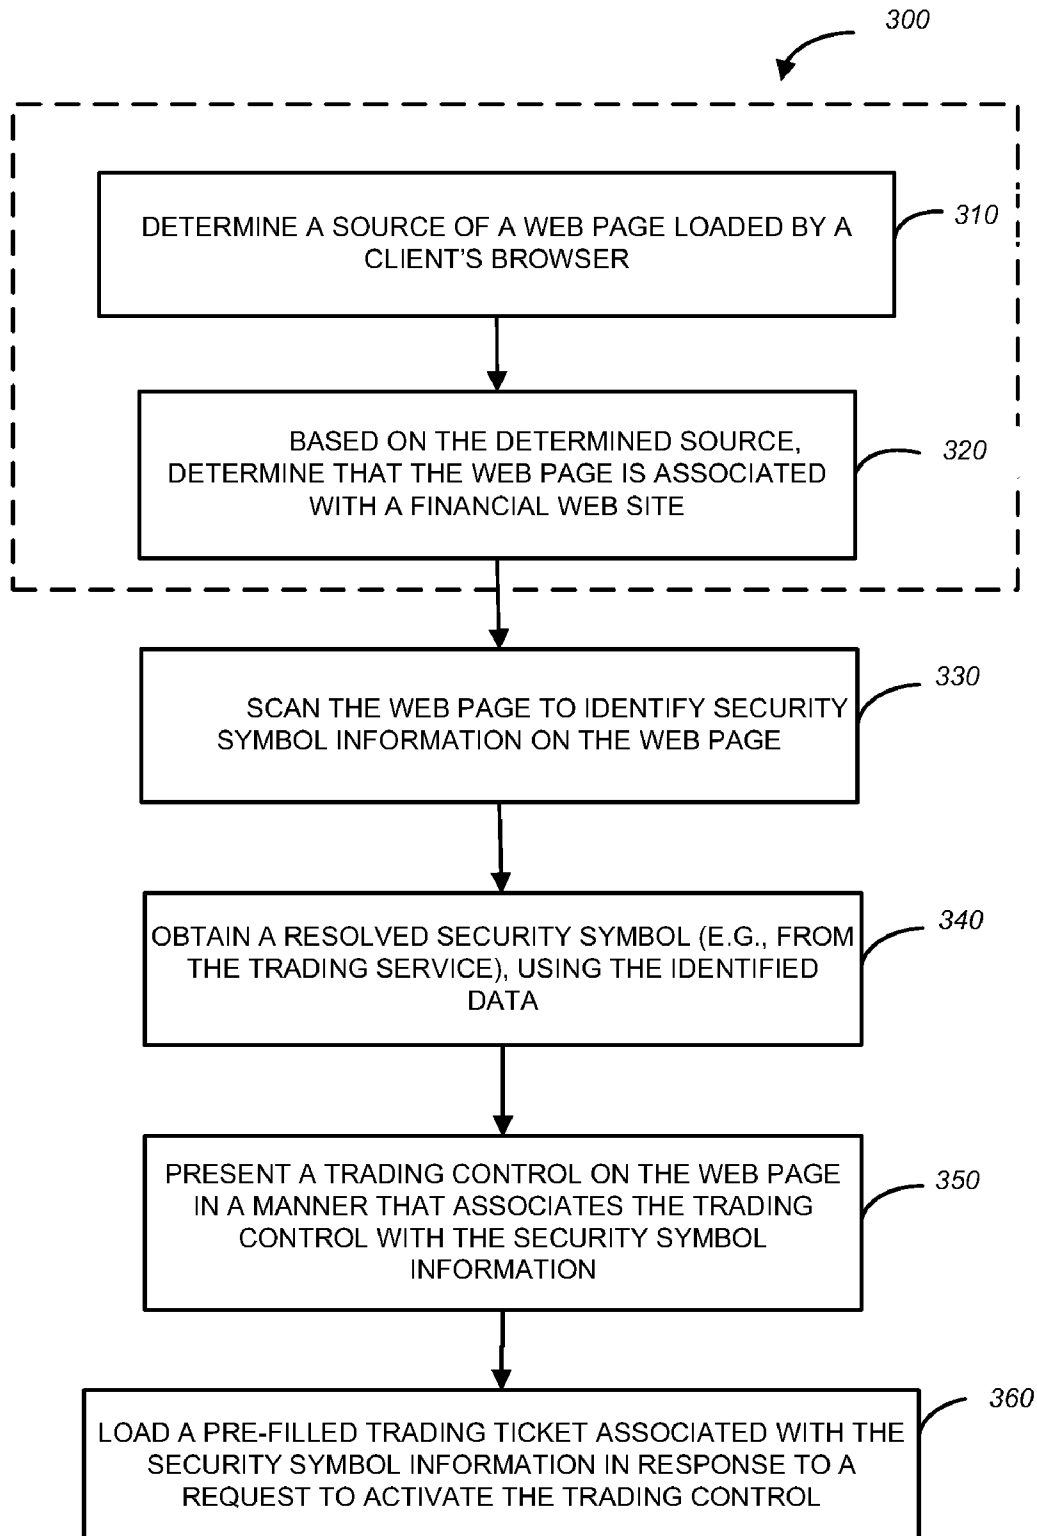 300
DETERMINE A SOURCE OF A WEB PAGE LOADED BY A
CLIENT'S BROWSER
310
BASED ON THE DETERMINED SOURCE,
DETERMINE THAT THE WEB PAGE IS ASSOCIATED
WITH A FINANCIAL WEB SITE
320
SCAN THE WEB PAGE TO IDENTIFY SECURITY
SYMBOL INFORMATION ON THE WEB PAGE
330
OBTAIN A RESOLVED SECURITY SYMBOL (E.G., FROM
THE TRADING SERVICE), USING THE IDENTIFIED
DATA
340
PRESENT A TRADING CONTROL ON THE WEB PAGE
IN A MANNER THAT ASSOCIATES THE TRADING
CONTROL WITH THE SECURITY SYMBOL
INFORMATION
350
LOAD A PRE-FILLED TRADING TICKET ASSOCIATED WITH THE
SECURITY SYMBOL INFORMATION IN RESPONSE TO A
REQUEST TO ACTIVATE THE TRADING CONTROL
360